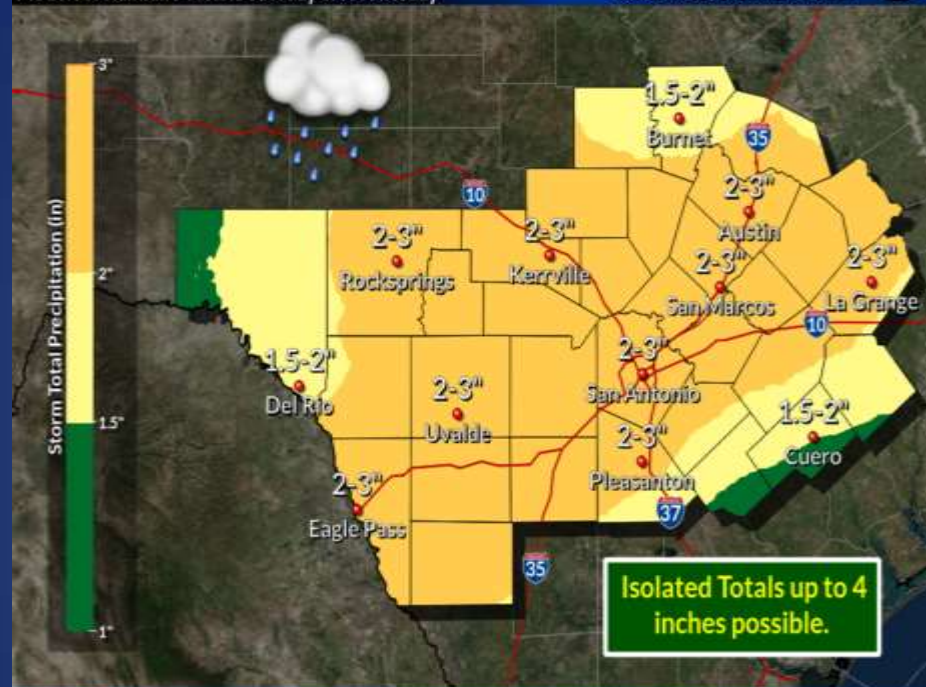 3"
2"
1.5"
1"
Storm Total Precipitation (in)
10
1.5-2"
Burnet
35
2-3"
Austin
2-3"
Rocksprings
2-3"
Kerrville
2-3"
San Marcos
2-3"
La Grange
10
1.5-2"
Del Rio
2-3"
Uvalde
2-3"
San Antonio
1.5-2"
Cuero
2-3"
Pleasanton
2-3"
Eagle Pass
37
35
Isolated Totals up to 4
inches possible.